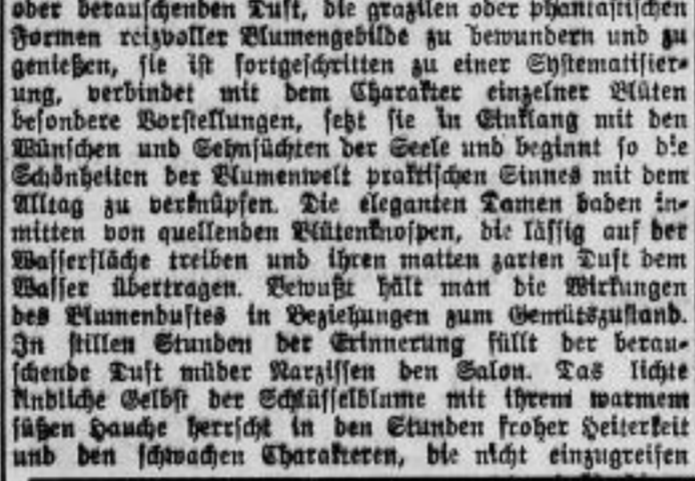 oder berauschenden Duft, die grazilen oder phantastischen
Formen reizvoller Blumengebilde zu bewundern und zu
genießen, sie ist fortgeschritten zu einer Systematisier-
ung, verbindet mit dem Charakter einzelner Blüten
besondere Vorstellungen, setzt sie in Einklang mit den
Wünschen und Sehnsüchten der Seele und beginnt so die
Schönheiten der Blumenwelt praktischen Sinnes mit dem
Alltag zu verknüpfen. Die eleganten Damen baden in-
mitten von quellenden Blütenknospen, die lässig auf der
Wasserfläche treiben und ihren matten zarten Duft dem
Wasser übertragen. Bewußt hält man die Wirkungen
des Blumenduftes in Beziehungen zum Gemütszustand.
In stillen Stunden der Erinnerung füllt der berau-
schende Duft müder Narzissen den Salon. Das lichte
kindliche Gelb der Schlüsselblume mit ihrem warmem
süßen Hauche herrscht in den Stunden froher Heiterkeit
und den schwachen Charakteren, die nicht einzugreifen